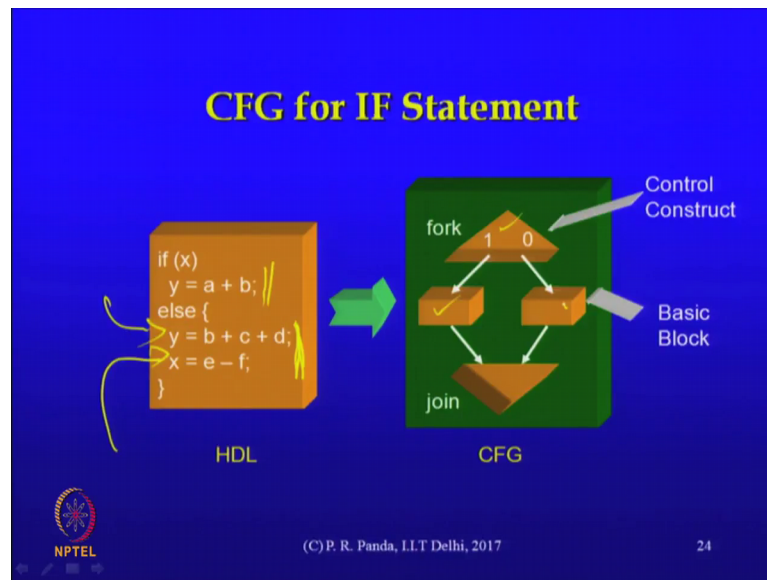 CFG for IF Statement
if (x)
y = a + b;
else {
y = b + c + d;
x = e – f;
}
HDL
fork
1 0
join
CFG
Control
Construct
Basic
Block
NPTEL
(C) P. R. Panda, I.I.T Delhi, 2017
24